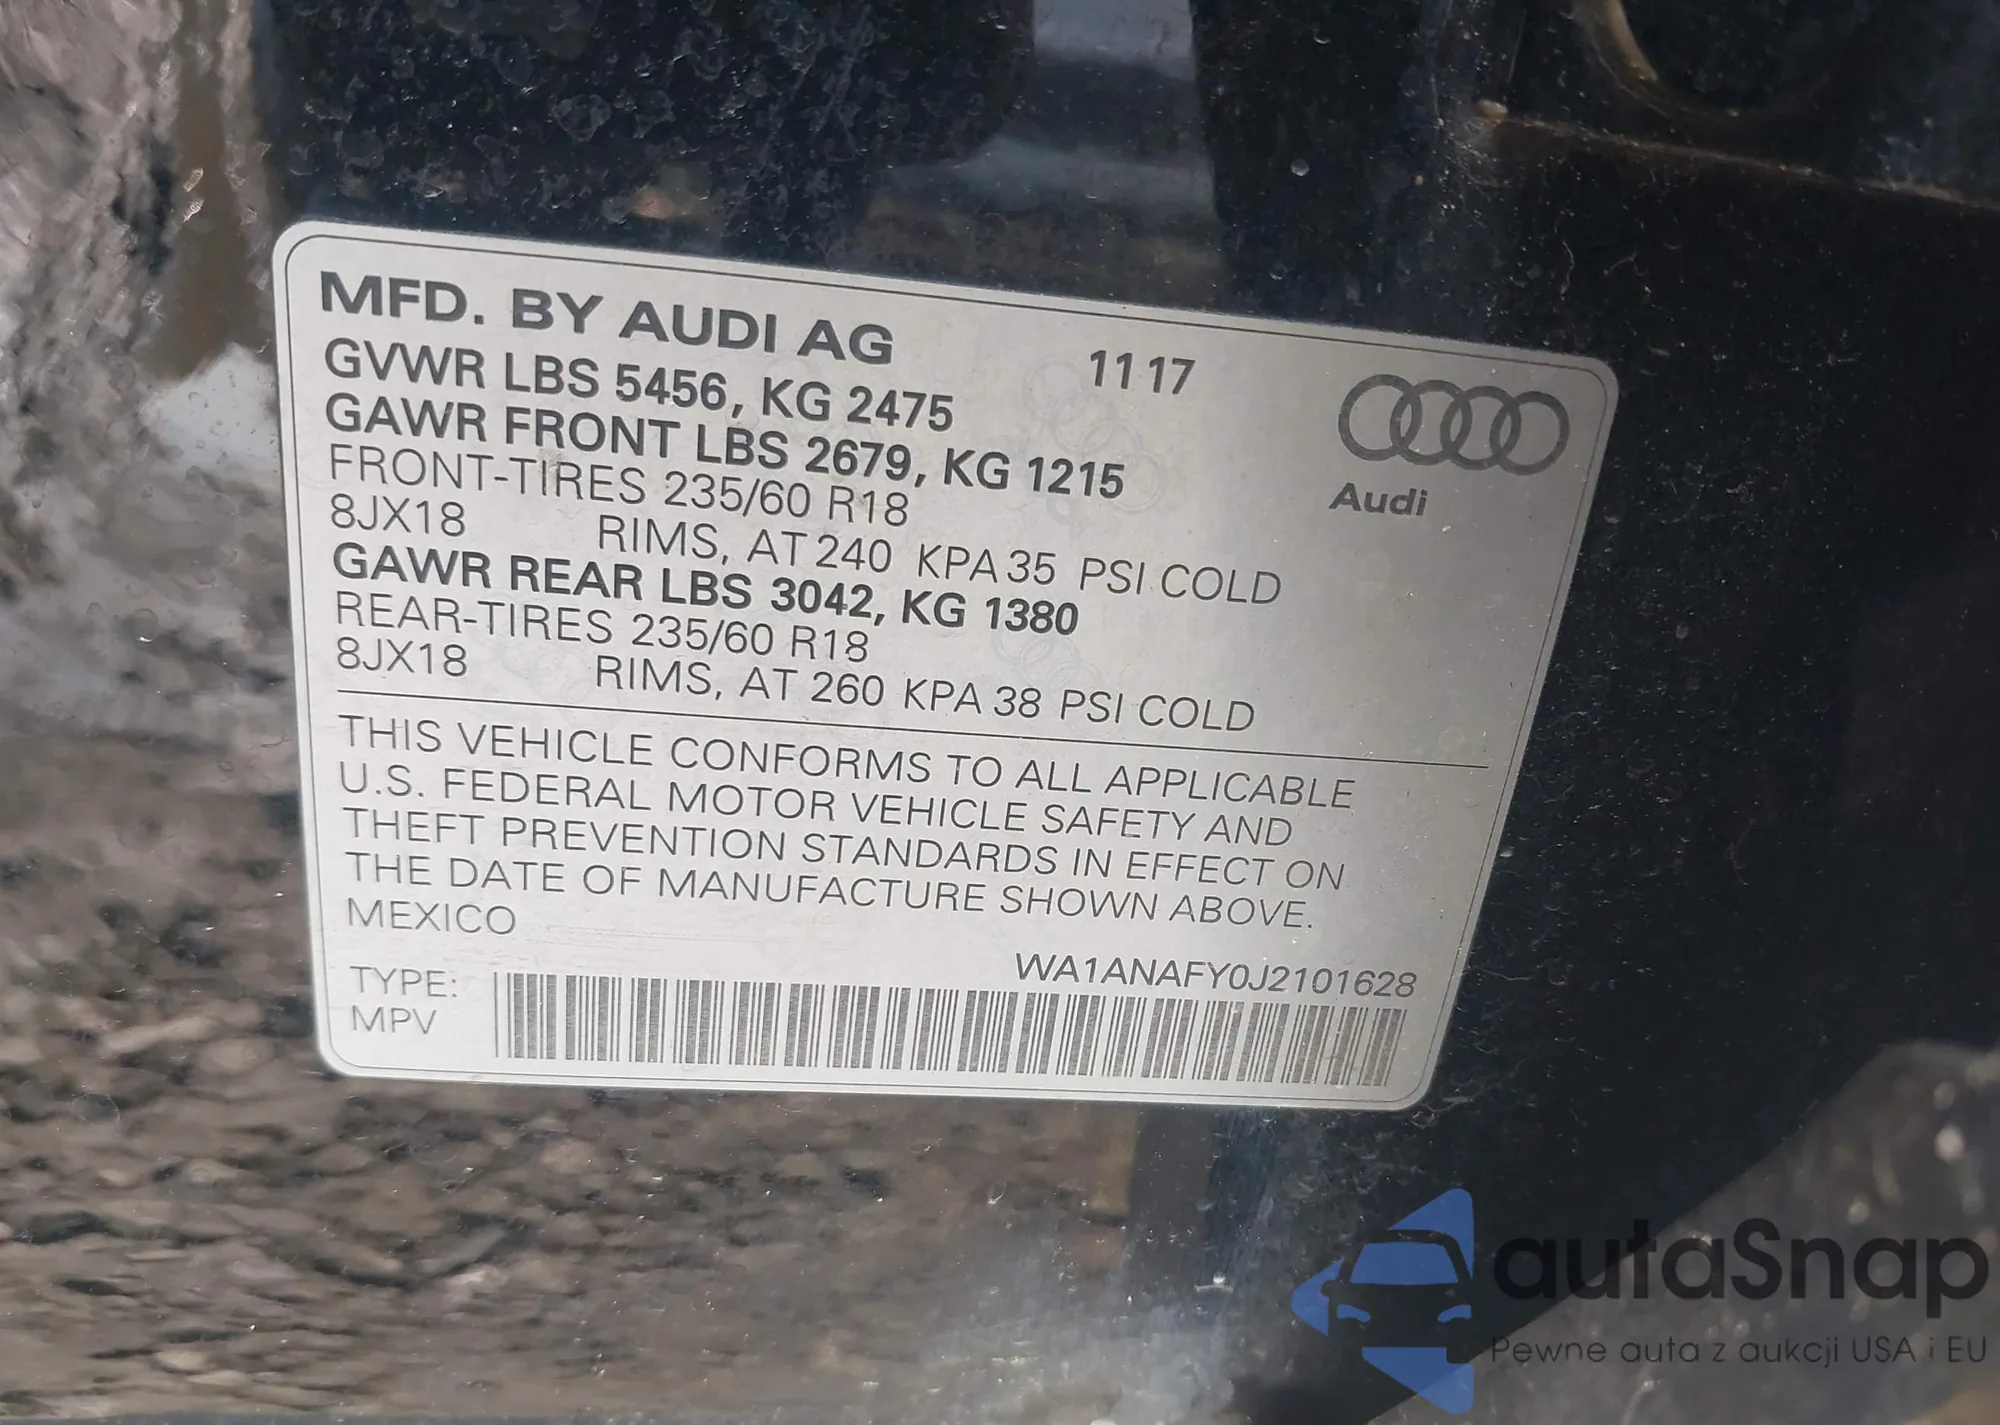 MFD. BY AUDI AG 11 17
GVWR LBS 5456, KG 2475
GAWR FRONT LBS 2679, KG 1215
FRONT-TIRES 235/60 R18
8JX18 RIMS, AT 240 KPA 35 PSI COLD
GAWR REAR LBS 3042, KG 1380
REAR-TIRES 235/60 R18
8JX18 RIMS, AT 260 KPA 38 PSI COLD
Audi
THIS VEHICLE CONFORMS TO ALL APPLICABLE
U.S. FEDERAL MOTOR VEHICLE SAFETY AND
THEFT PREVENTION STANDARDS IN EFFECT ON
THE DATE OF MANUFACTURE SHOWN ABOVE.
MEXICO
WA1ANAFY0J2101628
TYPE:
MPV
autaSnap
Pewne auta z aukcji USA i EU